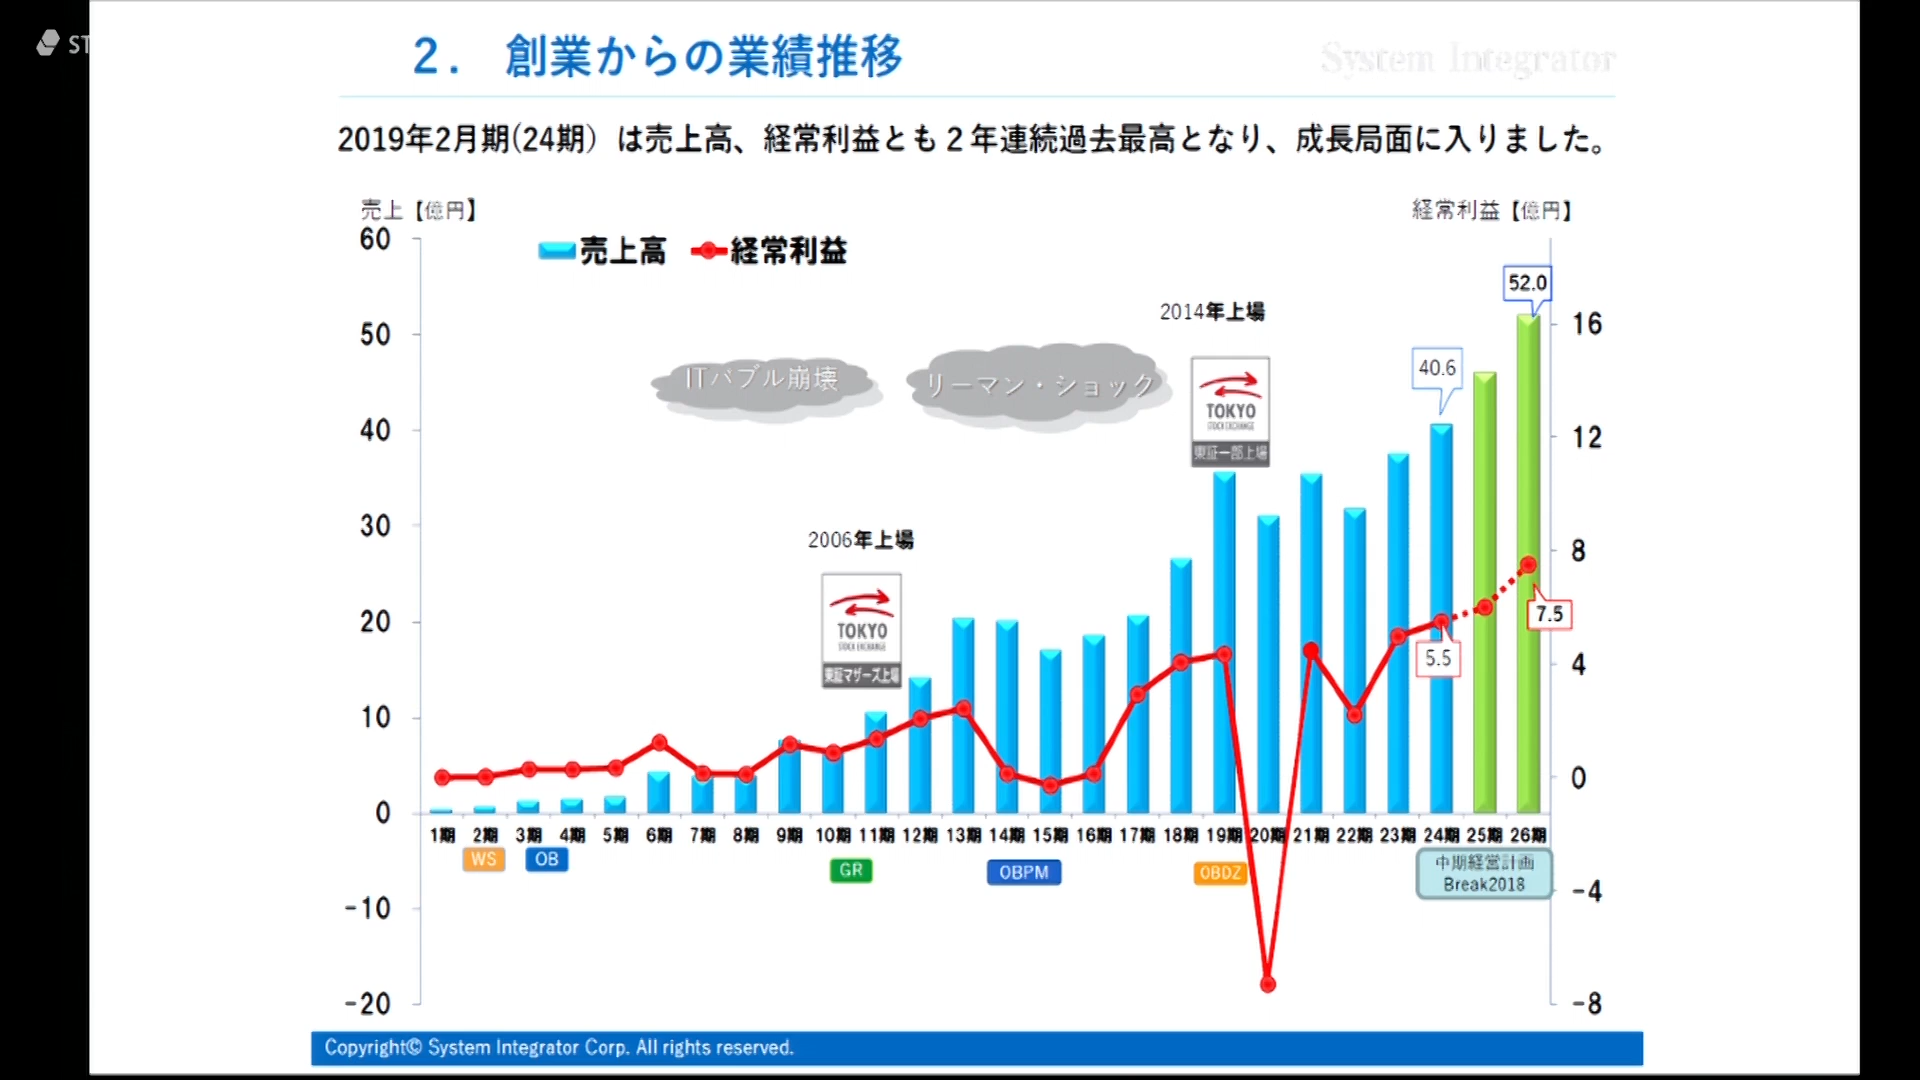 ST
2. 創業からの業績推移
System Integrator
2019年2月期(24期) は売上高、経常利益とも2年連続過去最高となり、成長局面に入りました。
売上【億円】
経常利益【億円】
売上高 経常利益
60
50
40
30
20
10
0
-10
-20
16
12
8
4
0
-4
-8
ITバブル崩壊
リーマン・ショック
2014年上場
TOKYO
STOCK EXCHANGE
東証一部上場
2006年上場
TOKYO
STOCK EXCHANGE
東証マザーズ上場
52.0
40.6
7.5
5.5
1期 2期 3期 4期 5期 6期 7期 8期 9期 10期 11期 12期 13期 14期 15期 16期 17期 18期 19期 20期 21期 22期 23期 24期 25期 26期
WS OB GR OBPM OBDZ
中期経営計画
Break2018
Copyright© System Integrator Corp. All rights reserved.